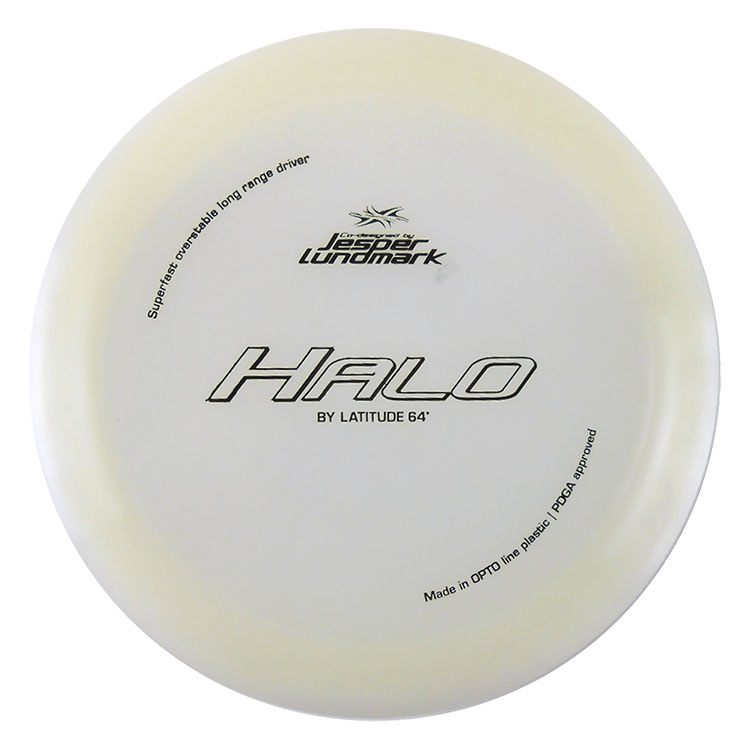 Superfast overstable long range driver
Co-designed by
Jesper
Lundmark
HALO
BY LATITUDE 64°
Made in OPTO line plastic | PDGA approved